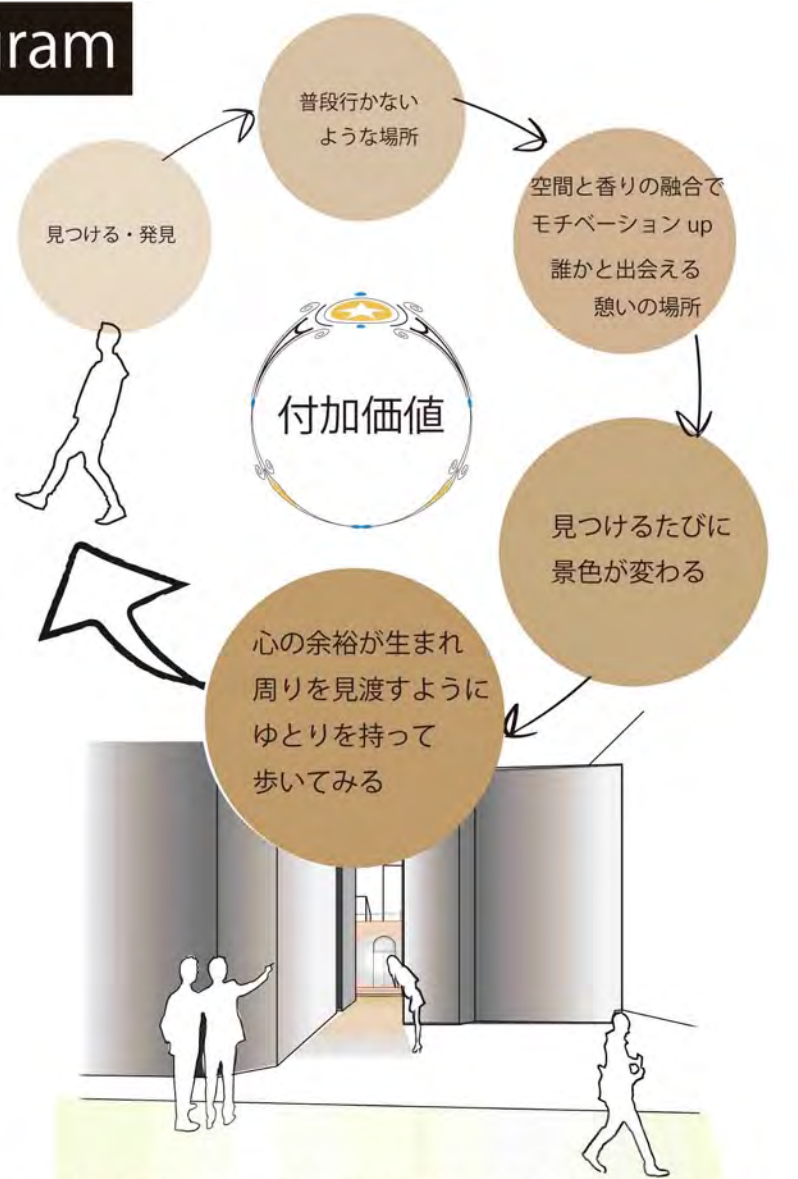 gram
普段行かない
ような場所
見つける・発見
空間と香りの融合で
モチベーション up
誰かと出会える
憩いの場所
付加価値
見つけるたびに
景色が変わる
心の余裕が生まれ
周りを見渡すように
ゆとりを持って
歩いてみる